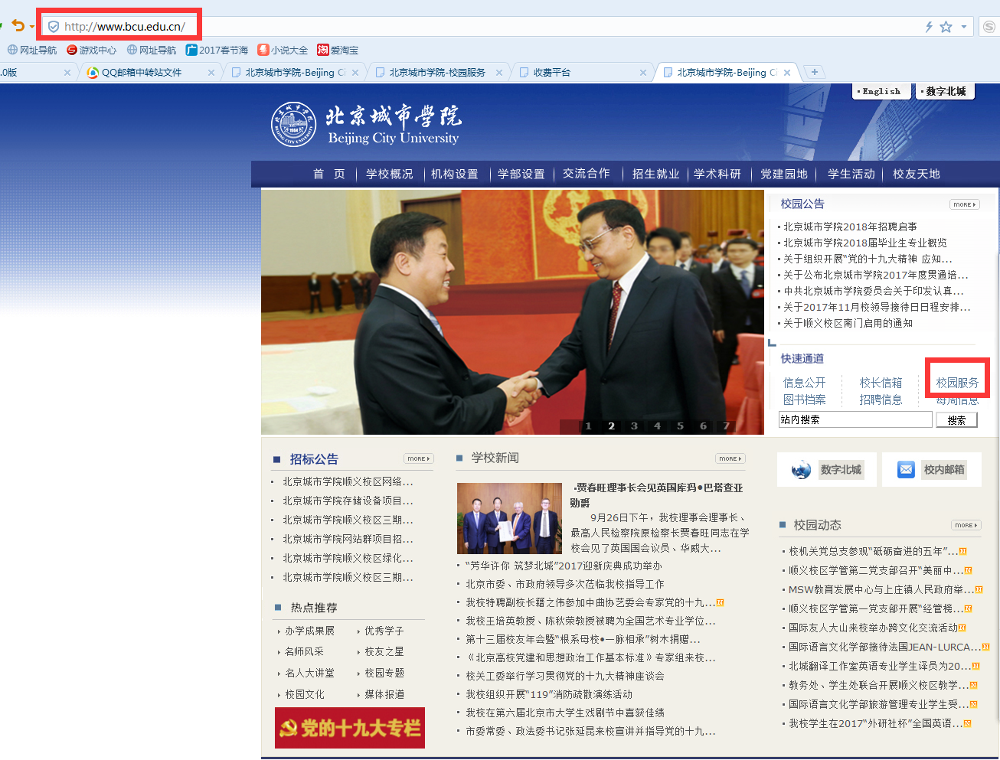 http://www.bcu.edu.cn/
网址导航
游戏中心
网址导航
2017春节海
小说大全
爱淘宝
.0版
QQ邮箱中转站文件
北京城市学院-Beijing Ci
北京城市学院-校园服务
收费平台
北京城市学院-Beijing Ci
English
数字北城
北京城市学院
Beijing City University
首 页
学校概况
机构设置
学部设置
交流合作
招生就业
学术科研
党建园地
学生活动
校友天地
1 2 3 4 5 6 7
校园公告
MORE
北京城市学院2018年招聘启事
北京城市学院2018届毕业生专业概览
关于组织开展“党的十九大精神 应知...
关于公布北京城市学院2017年度贯通培...
中共北京城市学院委员会关于印发认真...
关于2017年11月校领导接待日日程安排...
关于顺义校区南门启用的通知
快速通道
信息公开
校长信箱
校园服务
图书档案
招聘信息
每周信息
站内搜索
搜索
招标公告
MORE
北京城市学院顺义校区网络...
北京城市学院存储设备项目...
北京城市学院顺义校区三期...
北京城市学院网站群项目招...
北京城市学院顺义校区绿化...
北京城市学院顺义校区三期...
热点推荐
办学成果展
优秀学子
名师风采
校友之星
名人大讲堂
校园专题
校园文化
媒体报道
党的十九大专栏
学校新闻
MORE
·贾春旺理事长会见英国库玛•巴塔查亚
勋爵
9月26日下午，我校理事会理事长、
最高人民检察院原检察长贾春旺同志在学
校会见了英国国会议员、华威大...
“芳华许你 筑梦北城”2017迎新庆典成功举办
北京市委、市政府领导多次莅临我校指导工作
我校特聘副校长籍之伟参加中曲协艺委会专家党的十九...
我校王培英教授、陈秋荣教授被聘为全国艺术专业学位...
第十三届校友年会暨“根系母校•一脉相承”树木捐赠...
《北京高校党建和思想政治工作基本标准》专家组来校...
校关工委举行学习贯彻党的十九大精神座谈会
我校组织开展“119”消防疏散演练活动
我校在第六届北京市大学生戏剧节中喜获佳绩
市委常委、政法委书记张延昆来校宣讲并指导党的十九...
数字北城
校内邮箱
校园动态
MORE
校机关党总支参观“砥砺奋进的五年”...
顺义校区学管第二党支部召开“美丽中...
MSW教育发展中心与上庄镇人民政府举...
顺义校区学管第一党支部开展“经管榜...
国际友人大山来校举办跨文化交流活动
国际语言文化学部接待法国JEAN-LURCA...
北城翻译工作室英语专业学生译员为20...
教务处、学生处联合开展顺义校区教学...
国际语言文化学部旅游管理专业学生受...
我校学生在2017“外研社杯”全国英语...